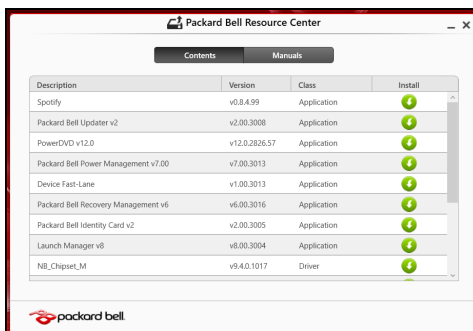 Packard Bell Resource Center
Contents Manuals
Description Version Class Install
Spotify v0.8.4.99 Application
Packard Bell Updater v2 v2.00.3008 Application
PowerDVD v12.0 v12.0.2826.57 Application
Packard Bell Power Management v7.00 v7.00.3013 Application
Device Fast-Lane v1.00.3013 Application
Packard Bell Recovery Management v6 v6.00.3016 Application
Packard Bell Identity Card v2 v2.00.3005 Application
Launch Manager v8 v8.00.3004 Application
NB_Chipset_M v9.4.0.1017 Driver
packard bell.